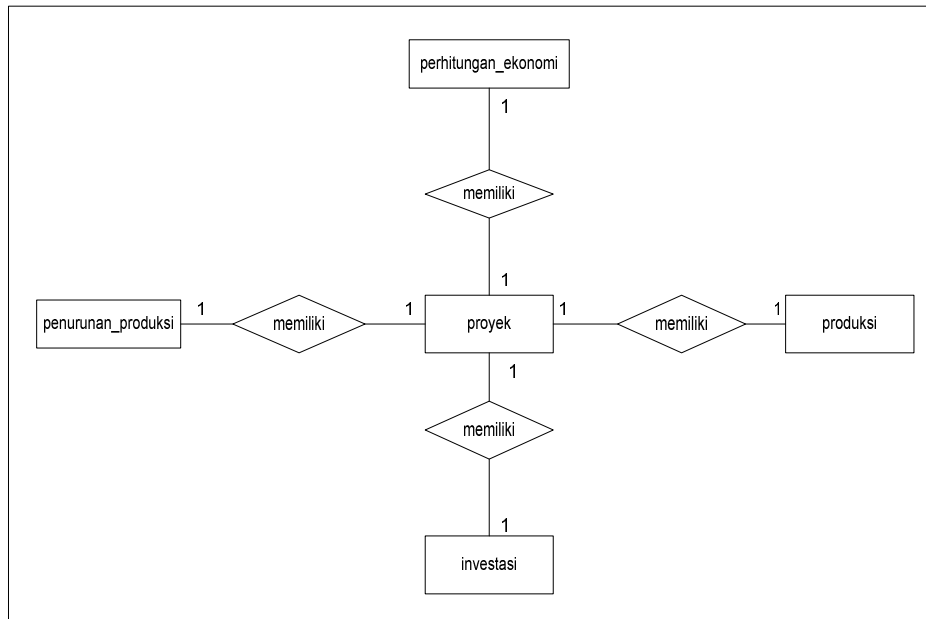 perhitungan_ekonomi
1
memiliki
1
penurunan_produksi
1
memiliki
1
proyek
1
memiliki
1
produksi
1
memiliki
1
investasi